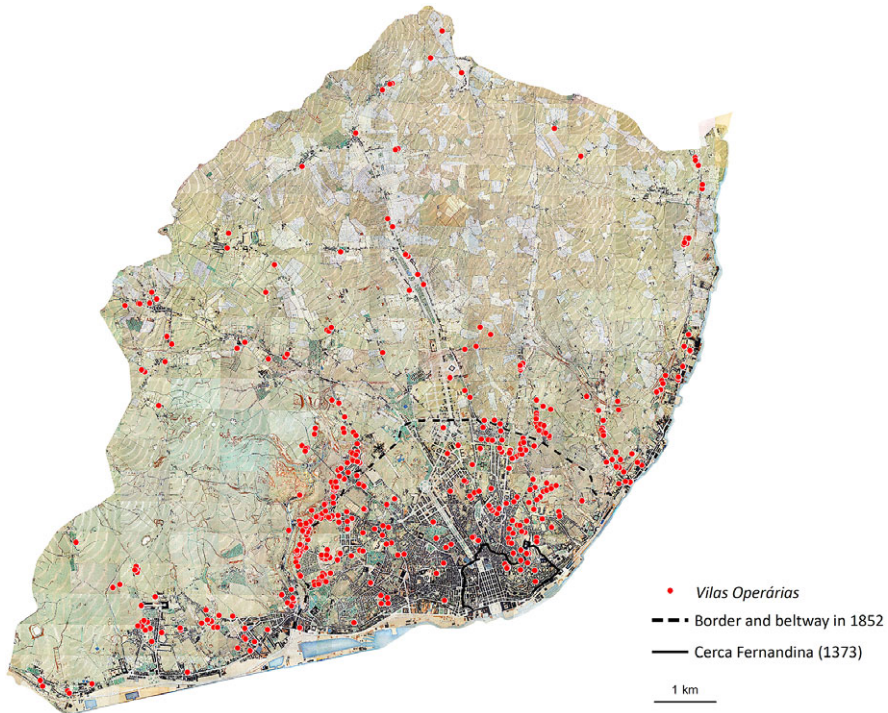 Vilas Operárias
Border and beltway in 1852
Cerca Fernandina (1373)
1 km